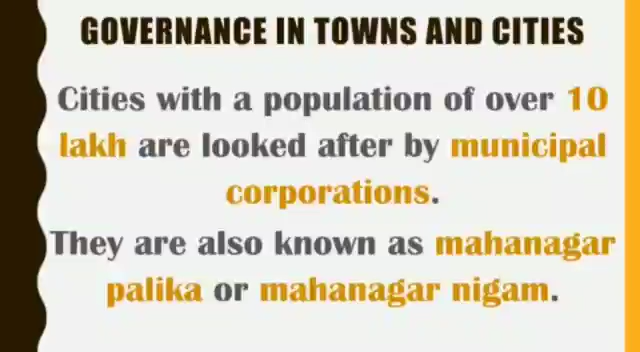 GOVERNANCE IN TOWNS AND CITIES
Cities with a population of over 10
lakh are looked after by municipal
corporations.
They are also known as mahanagar
palika or mahanagar nigam.